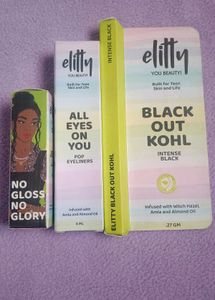 NO
GLOSS
NO
GLORY
elitty
YOU BEAUTY!
Built For Teen
Skin and Life
ALL
EYES ON
YOU
POP
EYELINERS
Infused with
Amla and Almond Oil
INTENSE BLACK
ELITTY BLACK OUT KOHL
elitty
YOU BEAUTY!
Built For Teen
Skin and Life
BLACK
OUT KOHL
INTENSE
BLACK
Infused with Witch Hazel,
Amla and Almond Oil
.27 GM